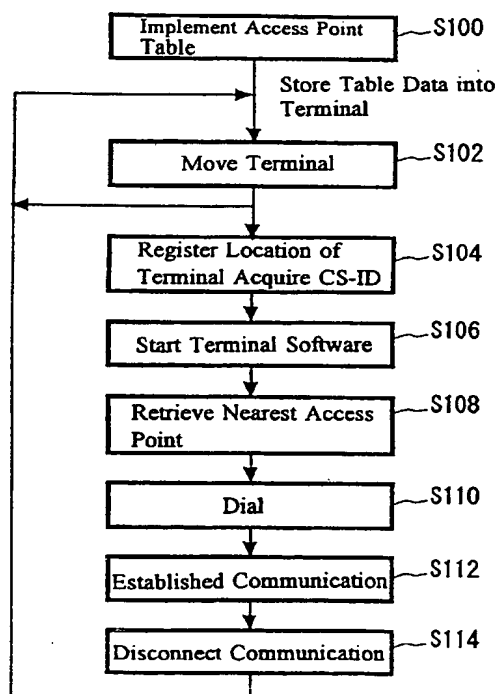 Implement Access Point
Table
S100
Store Table Data into
Terminal
Move Terminal
S102
Register Location of
Terminal Acquire CS-ID
S104
Start Terminal Software
S106
Retrieve Nearest Access
Point
S108
Dial
S110
Established Communication
S112
Disconnect Communication
S114